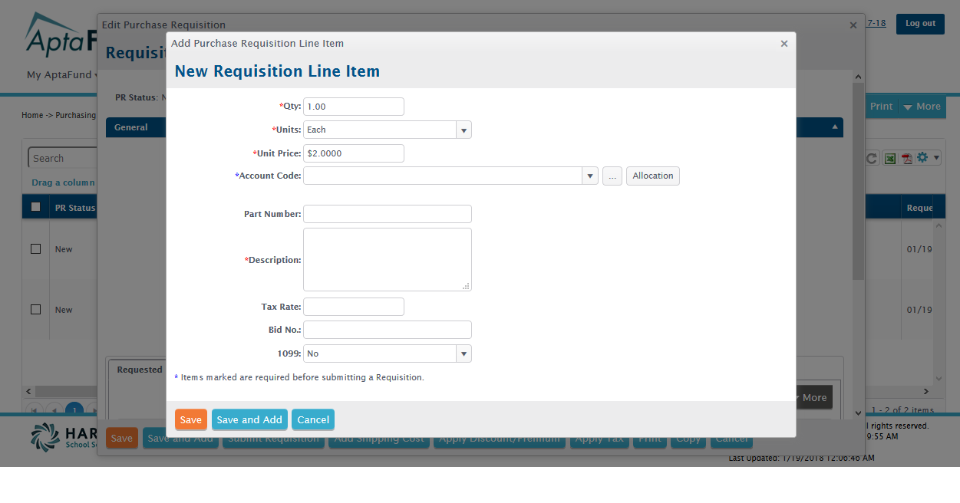 Edit Purchase Requisition
×
7-18
Log out
Apta
Add Purchase Requisition Line Item
×
My AptaFund
New Requisition Line Item
PR Status:
Print
More
Home -> Purchasing
General
*Qty: 1.00
*Units: Each
*Unit Price: $2.0000
Search
*Account Code:
...
Allocation
Drag a column
PR Status
Part Number:
New
01/19
*Description:
Tax Rate:
New
01/19
Bid No.:
1099: No
Requested
* Items marked are required before submitting a Requisition.
More
1
1 - 2 of 2 items
Save
Save and Add
Cancel
HAR
School S
l rights reserved.
9:55 AM
Save
Save and Add
Submit Requisition
Add Shipping Cost
Apply Discount/Premium
Apply Tax
Print
Copy
Cancel
Last Updated: 1/19/2018 12:06:46 AM